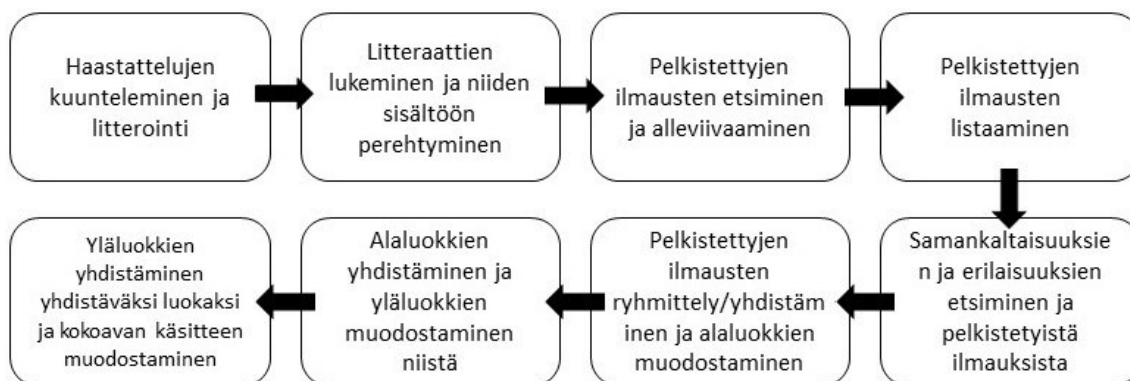 Haastattelujen
kuunteleminen ja
litterointi
Litteraattien
lukeminen ja niiden
sisältöön
perehtyminen
Pelkistettyjen
ilmausten etsiminen
ja alleviivaaminen
Pelkistettyjen
ilmausten
listaaminen
Samankaltaisuuksie
n ja erilaisuuksien
etsiminen ja
pelkistetyistä
ilmauksista
Pelkistettyjen
ilmausten
ryhmittely/yhdistäm
inen ja alaluokkien
muodostaminen
Alaluokkien
yhdistäminen ja
yläluokkien
muodostaminen
niistä
Yläluokkien
yhdistäminen
yhdistäväksi luokaksi
ja kokoavan käsitteen
muodostaminen